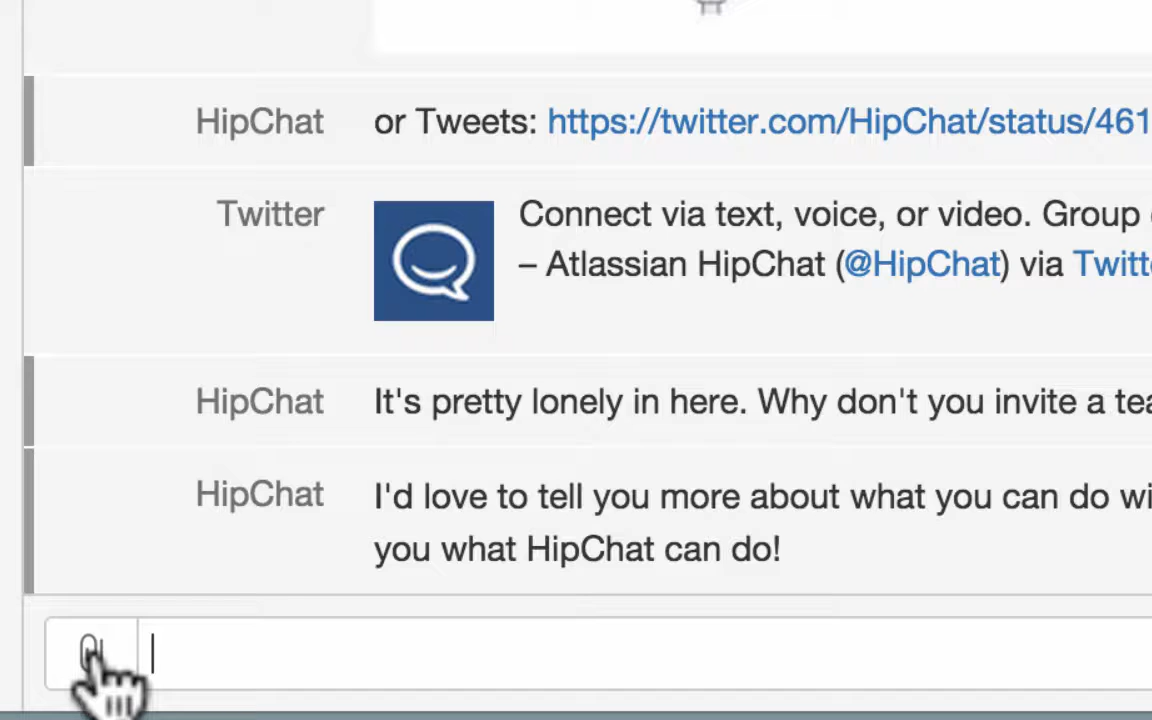 HipChat or Tweets: https://twitter.com/HipChat/status/461
Twitter Connect via text, voice, or video. Group
– Atlassian HipChat (@HipChat) via Twitt
HipChat It's pretty lonely in here. Why don't you invite a tea
HipChat I'd love to tell you more about what you can do wi
you what HipChat can do!